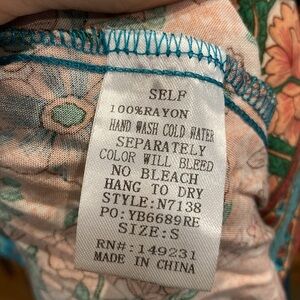 SELF
100%RAYON
HAND WASH COLD WATER
SEPARATELY
COLOR WILL BLEED
NO BLEACH
HANG TO DRY
STYLE:N7138
PO:YB6689RE
SIZE:S
RN#:149231
MADE IN CHINA